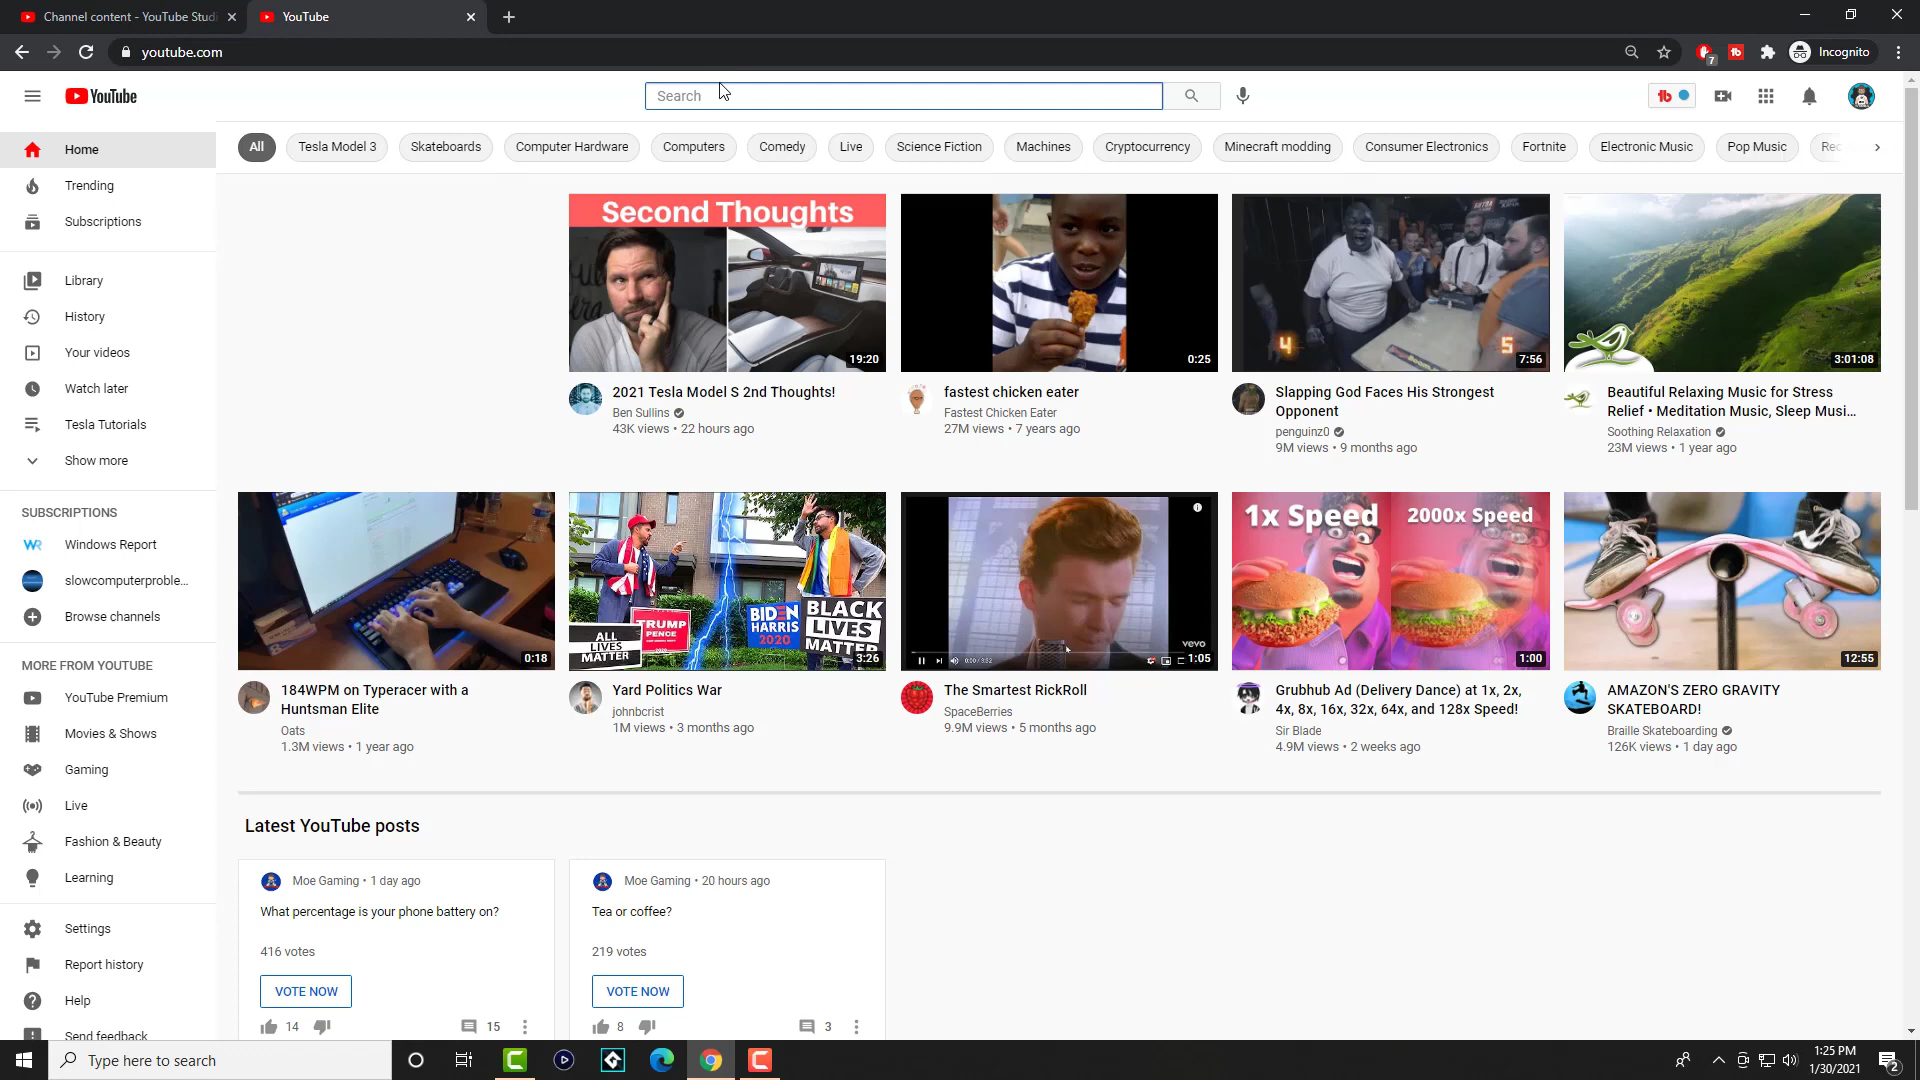 Channel content - YouTube Studi
YouTube
youtube.com
7
Incognito
YouTube
Search
All
Tesla Model 3
Skateboards
Computer Hardware
Computers
Comedy
Live
Science Fiction
Machines
Cryptocurrency
Minecraft modding
Consumer Electronics
Fortnite
Electronic Music
Pop Music
Rec
Home
Trending
Subscriptions
Library
History
Your videos
Watch later
Tesla Tutorials
Show more
SUBSCRIPTIONS
Windows Report
slowcomputerproble...
Browse channels
MORE FROM YOUTUBE
YouTube Premium
Movies & Shows
Gaming
Live
Fashion & Beauty
Learning
Settings
Report history
Help
Send feedback
Second Thoughts
19:20
2021 Tesla Model S 2nd Thoughts!
Ben Sullins
43K views • 22 hours ago
0:25
fastest chicken eater
Fastest Chicken Eater
27M views • 7 years ago
4
5
7:56
Slapping God Faces His Strongest
Opponent
penguinz0
9M views • 9 months ago
3:01:08
Beautiful Relaxing Music for Stress
Relief • Meditation Music, Sleep Musi...
Soothing Relaxation
23M views • 1 year ago
0:18
184WPM on Typeracer with a
Huntsman Elite
Oats
1.3M views • 1 year ago
ALL
LIVES
MATTER
TRUMP
PENCE
BIDEN
HARRIS
2020
BLACK
LIVES
MATTER
3:26
Yard Politics War
johnbcrist
1M views • 3 months ago
vevo
0:00 / 3:32
1:05
The Smartest RickRoll
SpaceBerries
9.9M views • 5 months ago
1x Speed
2000x Speed
1:00
Grubhub Ad (Delivery Dance) at 1x, 2x,
4x, 8x, 16x, 32x, 64x, and 128x Speed!
Sir Blade
4.9M views • 2 weeks ago
12:55
AMAZON'S ZERO GRAVITY
SKATEBOARD!
Braille Skateboarding
126K views • 1 day ago
Latest YouTube posts
Moe Gaming • 1 day ago
What percentage is your phone battery on?
416 votes
VOTE NOW
14
15
Moe Gaming • 20 hours ago
Tea or coffee?
219 votes
VOTE NOW
8
3
Type here to search
1:25 PM
1/30/2021
2